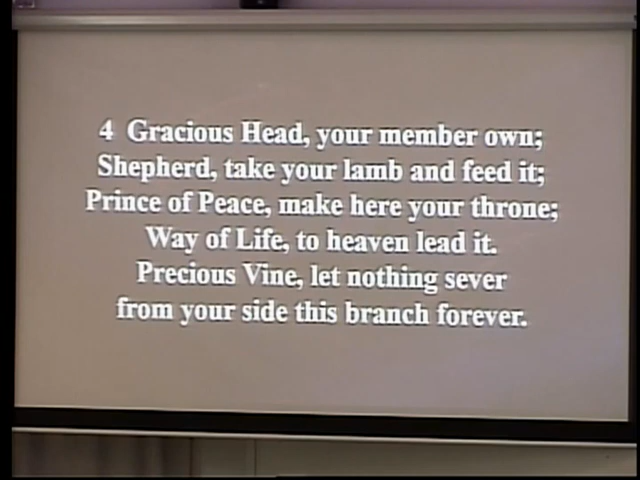 4 Gracious Head, your member own;
Shepherd, take your lamb and feed it;
Prince of Peace, make here your throne;
Way of Life, to heaven lead it.
Precious Vine, let nothing sever
from your side this branch forever.